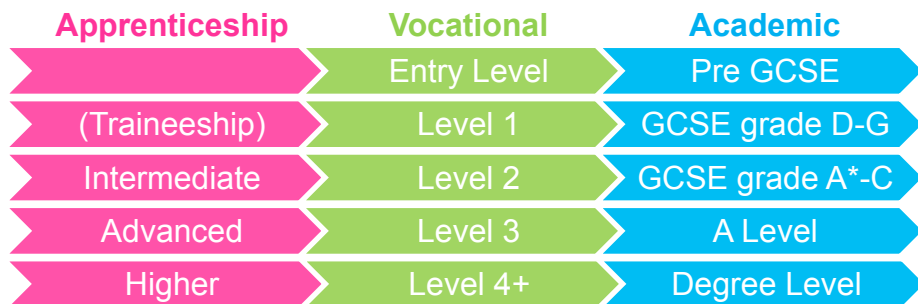 Apprenticeship Vocational Academic
Entry Level Pre GCSE
(Traineeship) Level 1 GCSE grade D-G
Intermediate Level 2 GCSE grade A*-C
Advanced Level 3 A Level
Higher Level 4+ Degree Level